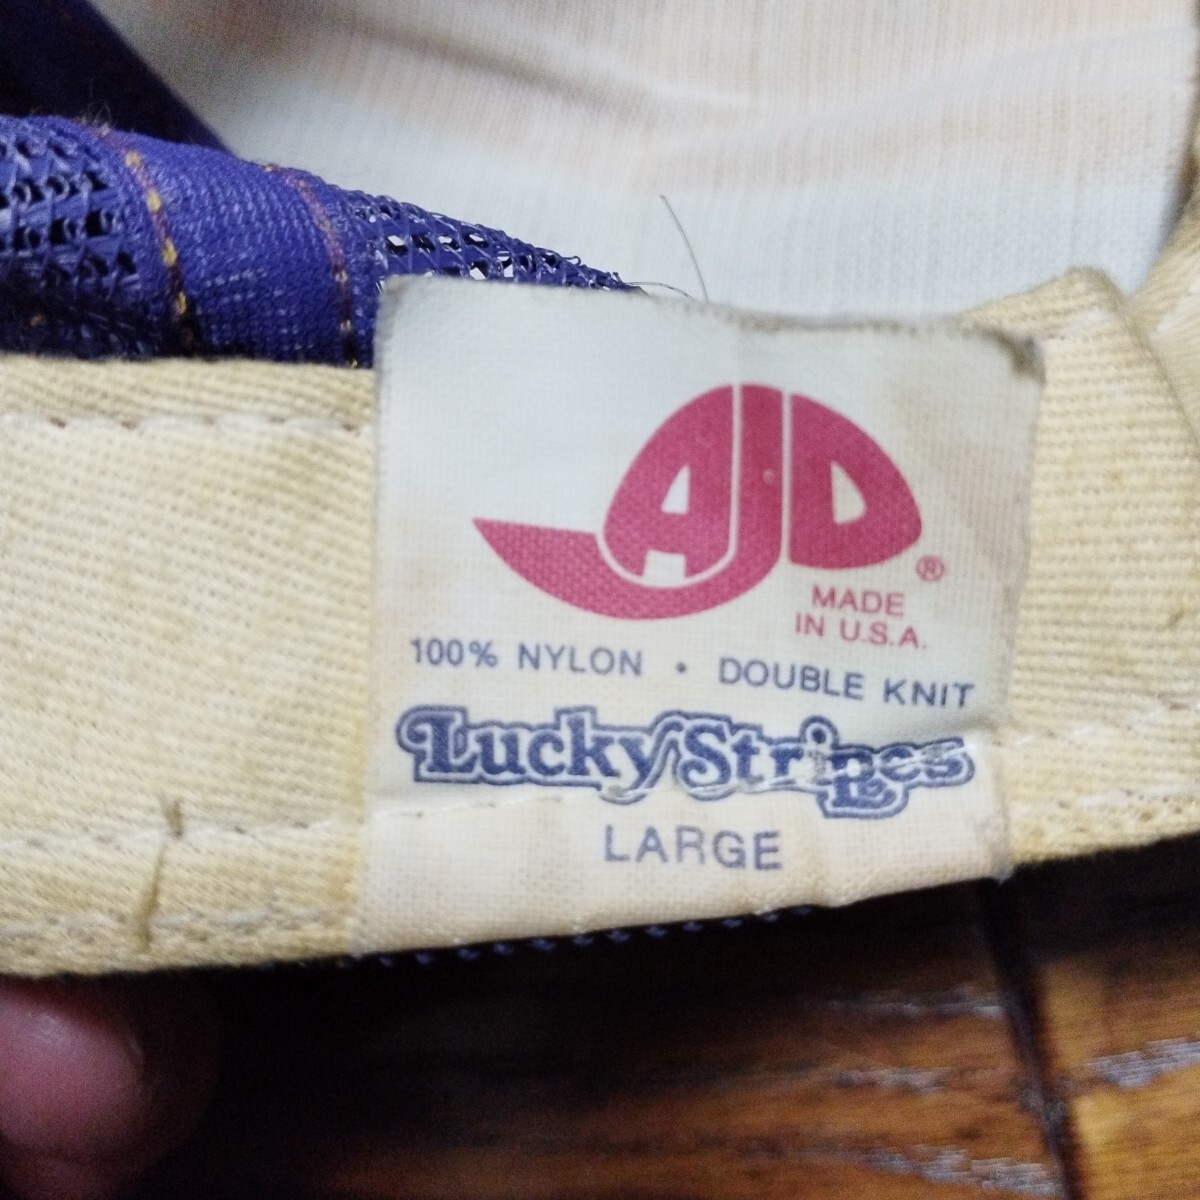 AJD®
MADE
IN U.S.A.
100% NYLON • DOUBLE KNIT
Lucky Stripes
LARGE